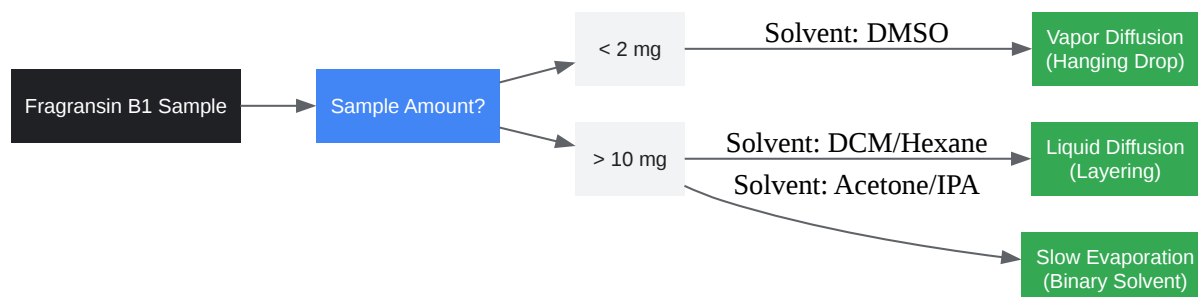 Fragransin B1 Sample
Sample Amount?
< 2 mg
Solvent: DMSO
Vapor Diffusion
(Hanging Drop)
> 10 mg
Solvent: DCM/Hexane
Liquid Diffusion
(Layering)
Solvent: Acetone/IPA
Slow Evaporation
(Binary Solvent)